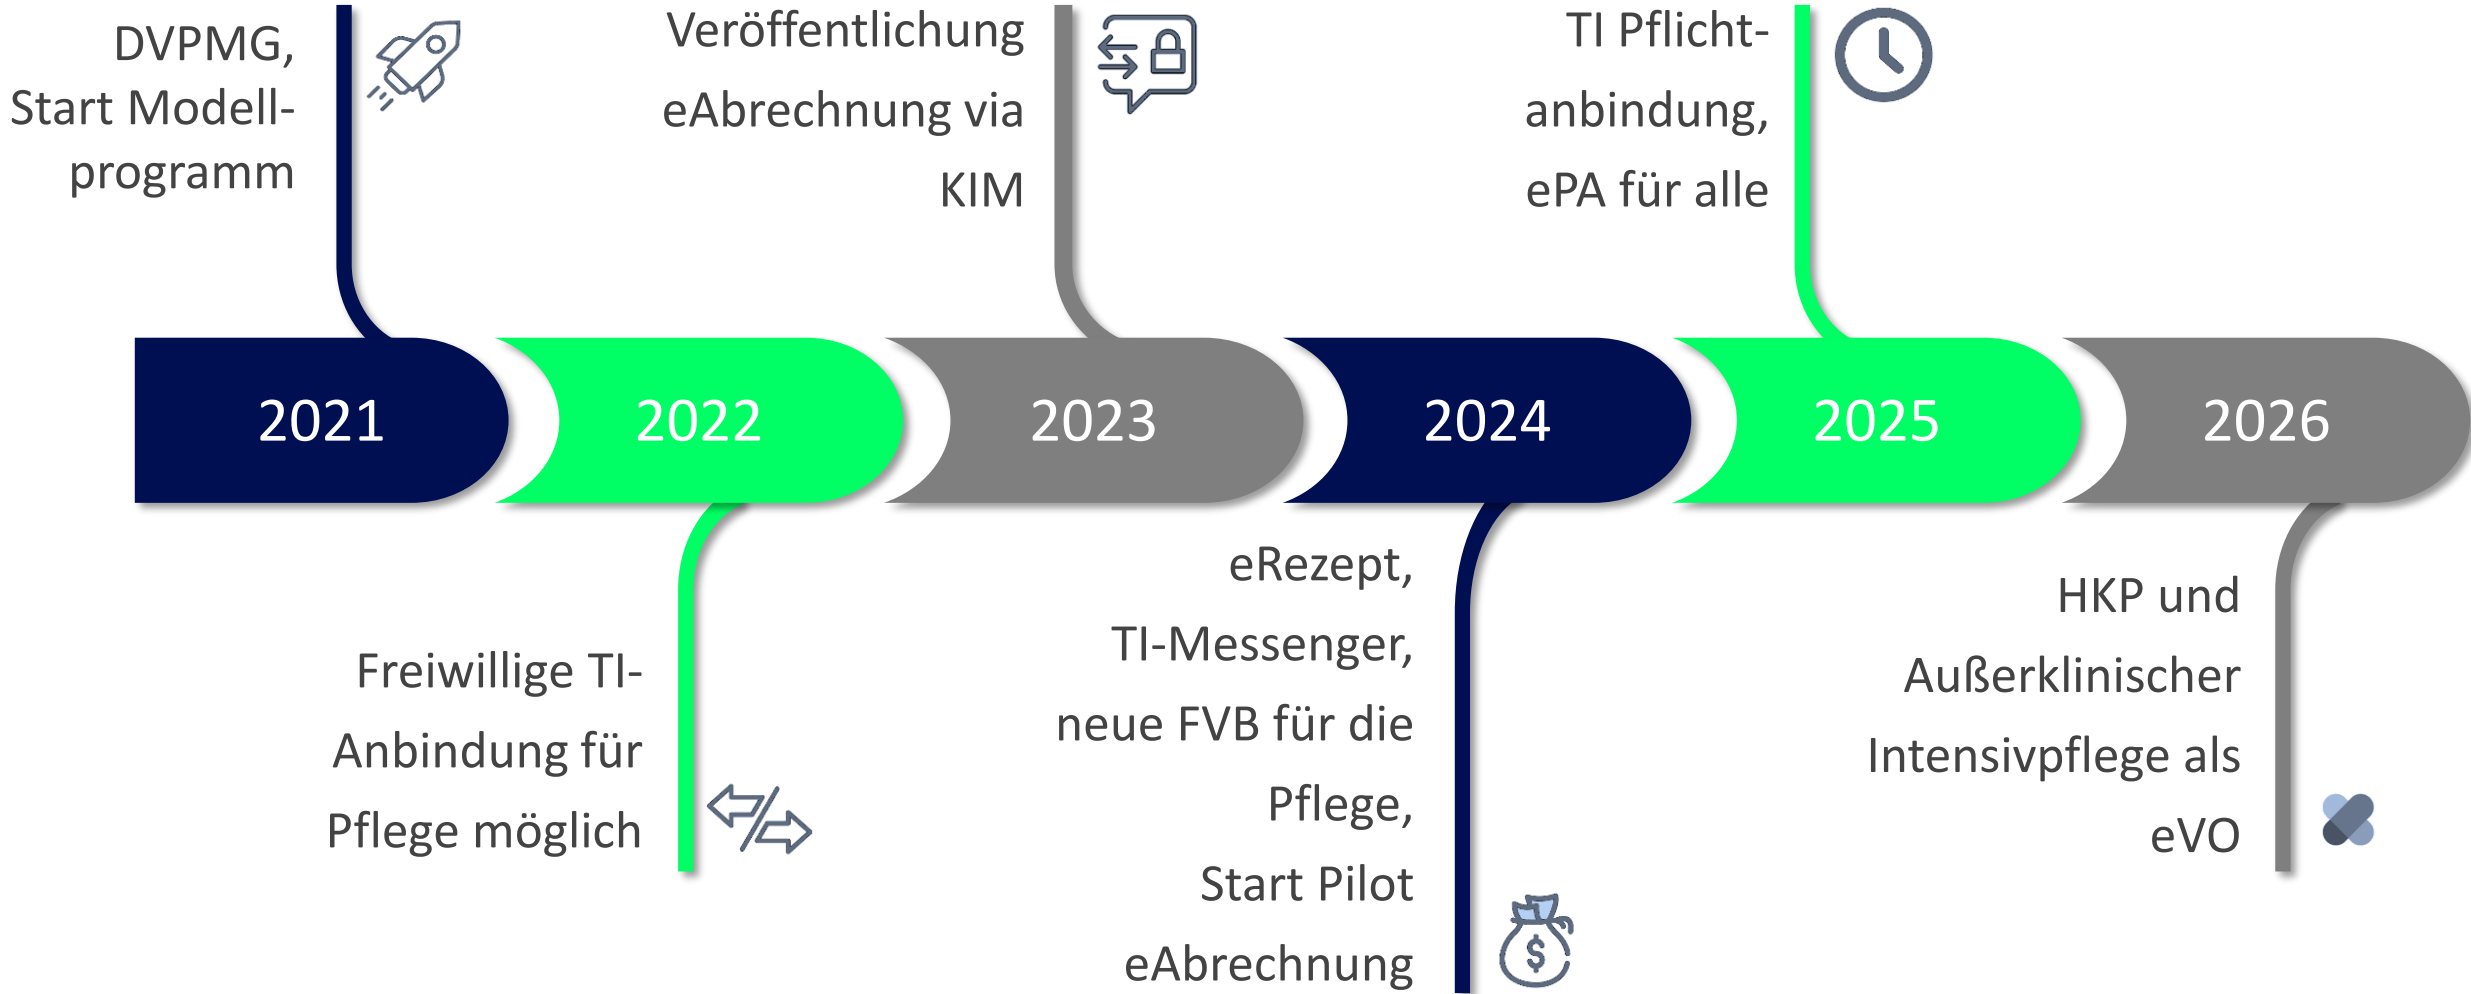 DVPMG,
Start Modell-
programm
Veröffentlichung
eAbrechnung via
KIM
TI Pflicht-
anbindung,
ePA für alle
2021
2022
2023
2024
2025
2026
Freiwillige TI-
Anbindung für
Pflege möglich
eRezept,
TI-Messenger,
neue FVB für die
Pflege,
Start Pilot
eAbrechnung
$
HKP und
Außerklinischer
Intensivpflege als
eVO